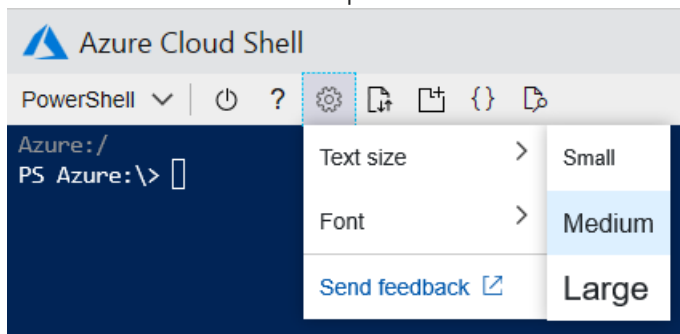 Azure Cloud Shell
PowerShell ?
{}
Azure:/
PS Azure:\>
Text size
Font
Send feedback
Small
Medium
Large